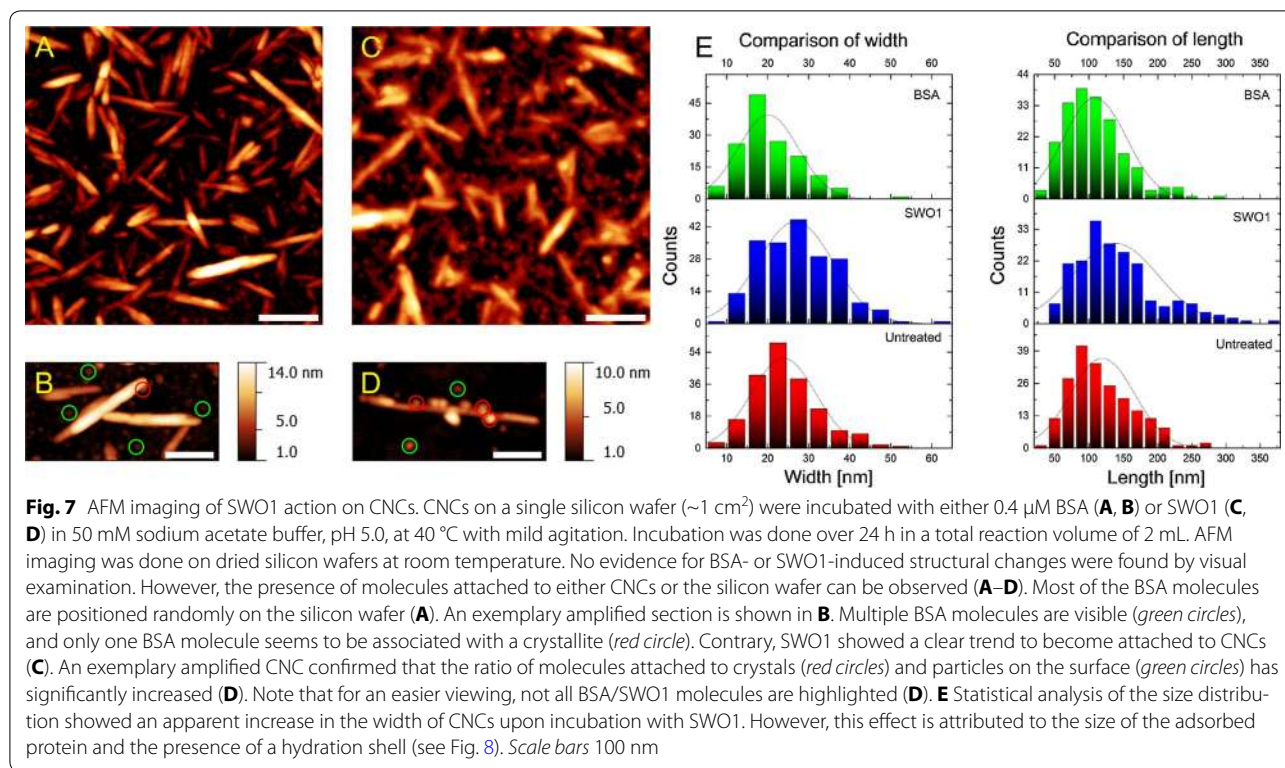 A
C
E
Comparison of width
Comparison of length
10 20 30 40 50 60
50 100 150 200 250 300 350
BSA
BSA
60
45
30
15
0
44
33
22
11
0
SWO1
SWO1
42
28
14
0
33
22
11
0
Counts
Counts
Untreated
Untreated
54
36
18
0
39
26
13
0
B
14.0 nm
5.0
1.0
D
10.0 nm
5.0
1.0
10 20 30 40 50 60
Width [nm]
50 100 150 200 250 300 350
Length [nm]
Fig. 7 AFM imaging of SWO1 action on CNCs. CNCs on a single silicon wafer (~1 cm²) were incubated with either 0.4 µM BSA (A, B) or SWO1 (C,
D) in 50 mM sodium acetate buffer, pH 5.0, at 40 °C with mild agitation. Incubation was done over 24 h in a total reaction volume of 2 mL. AFM
imaging was done on dried silicon wafers at room temperature. No evidence for BSA- or SWO1-induced structural changes were found by visual
examination. However, the presence of molecules attached to either CNCs or the silicon wafer can be observed (A–D). Most of the BSA molecules
are positioned randomly on the silicon wafer (A). An exemplary amplified section is shown in B. Multiple BSA molecules are visible (green circles),
and only one BSA molecule seems to be associated with a crystallite (red circle). Contrary, SWO1 showed a clear trend to become attached to CNCs
(C). An exemplary amplified CNC confirmed that the ratio of molecules attached to crystals (red circles) and particles on the surface (green circles) has
significantly increased (D). Note that for an easier viewing, not all BSA/SWO1 molecules are highlighted (D). E Statistical analysis of the size distribu-
tion showed an apparent increase in the width of CNCs upon incubation with SWO1. However, this effect is attributed to the size of the adsorbed
protein and the presence of a hydration shell (see Fig. 8). Scale bars 100 nm